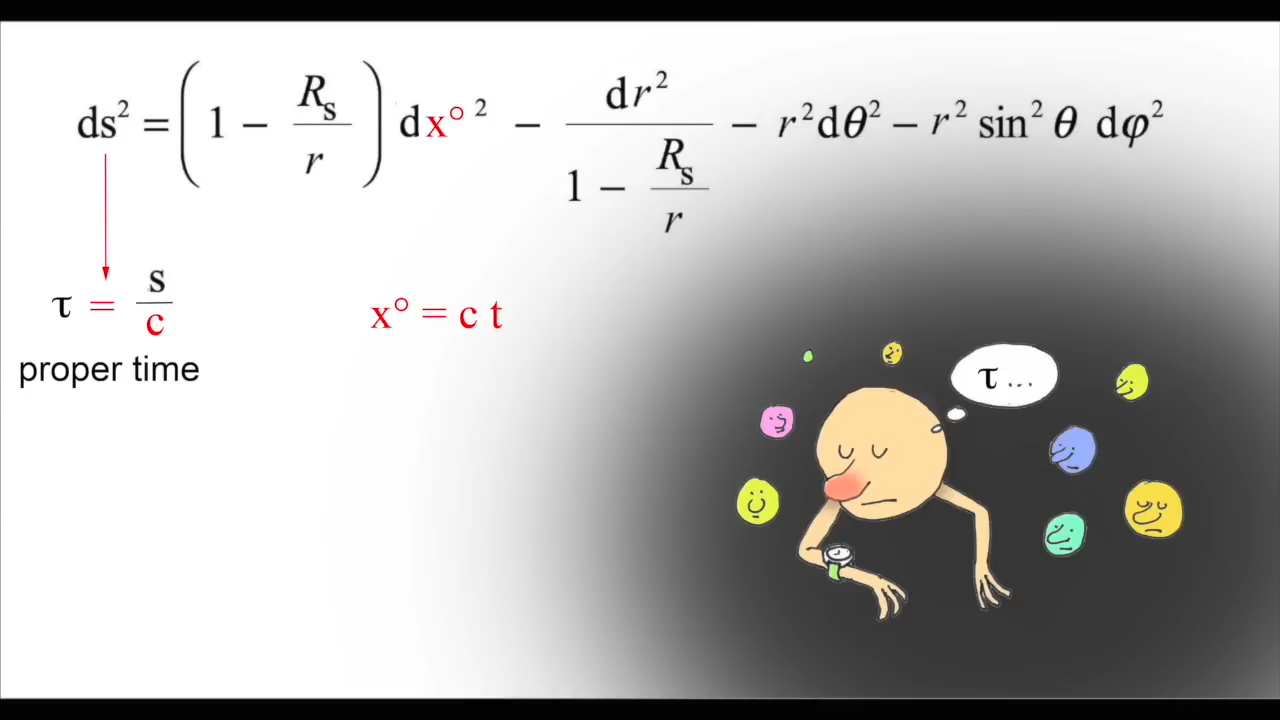 ds² = ( 1 − Rs / r ) dx°² − dr² / ( 1 − Rs / r ) − r²dθ² − r² sin² θ dφ²
τ = s / c
x° = c t
proper time
τ ...